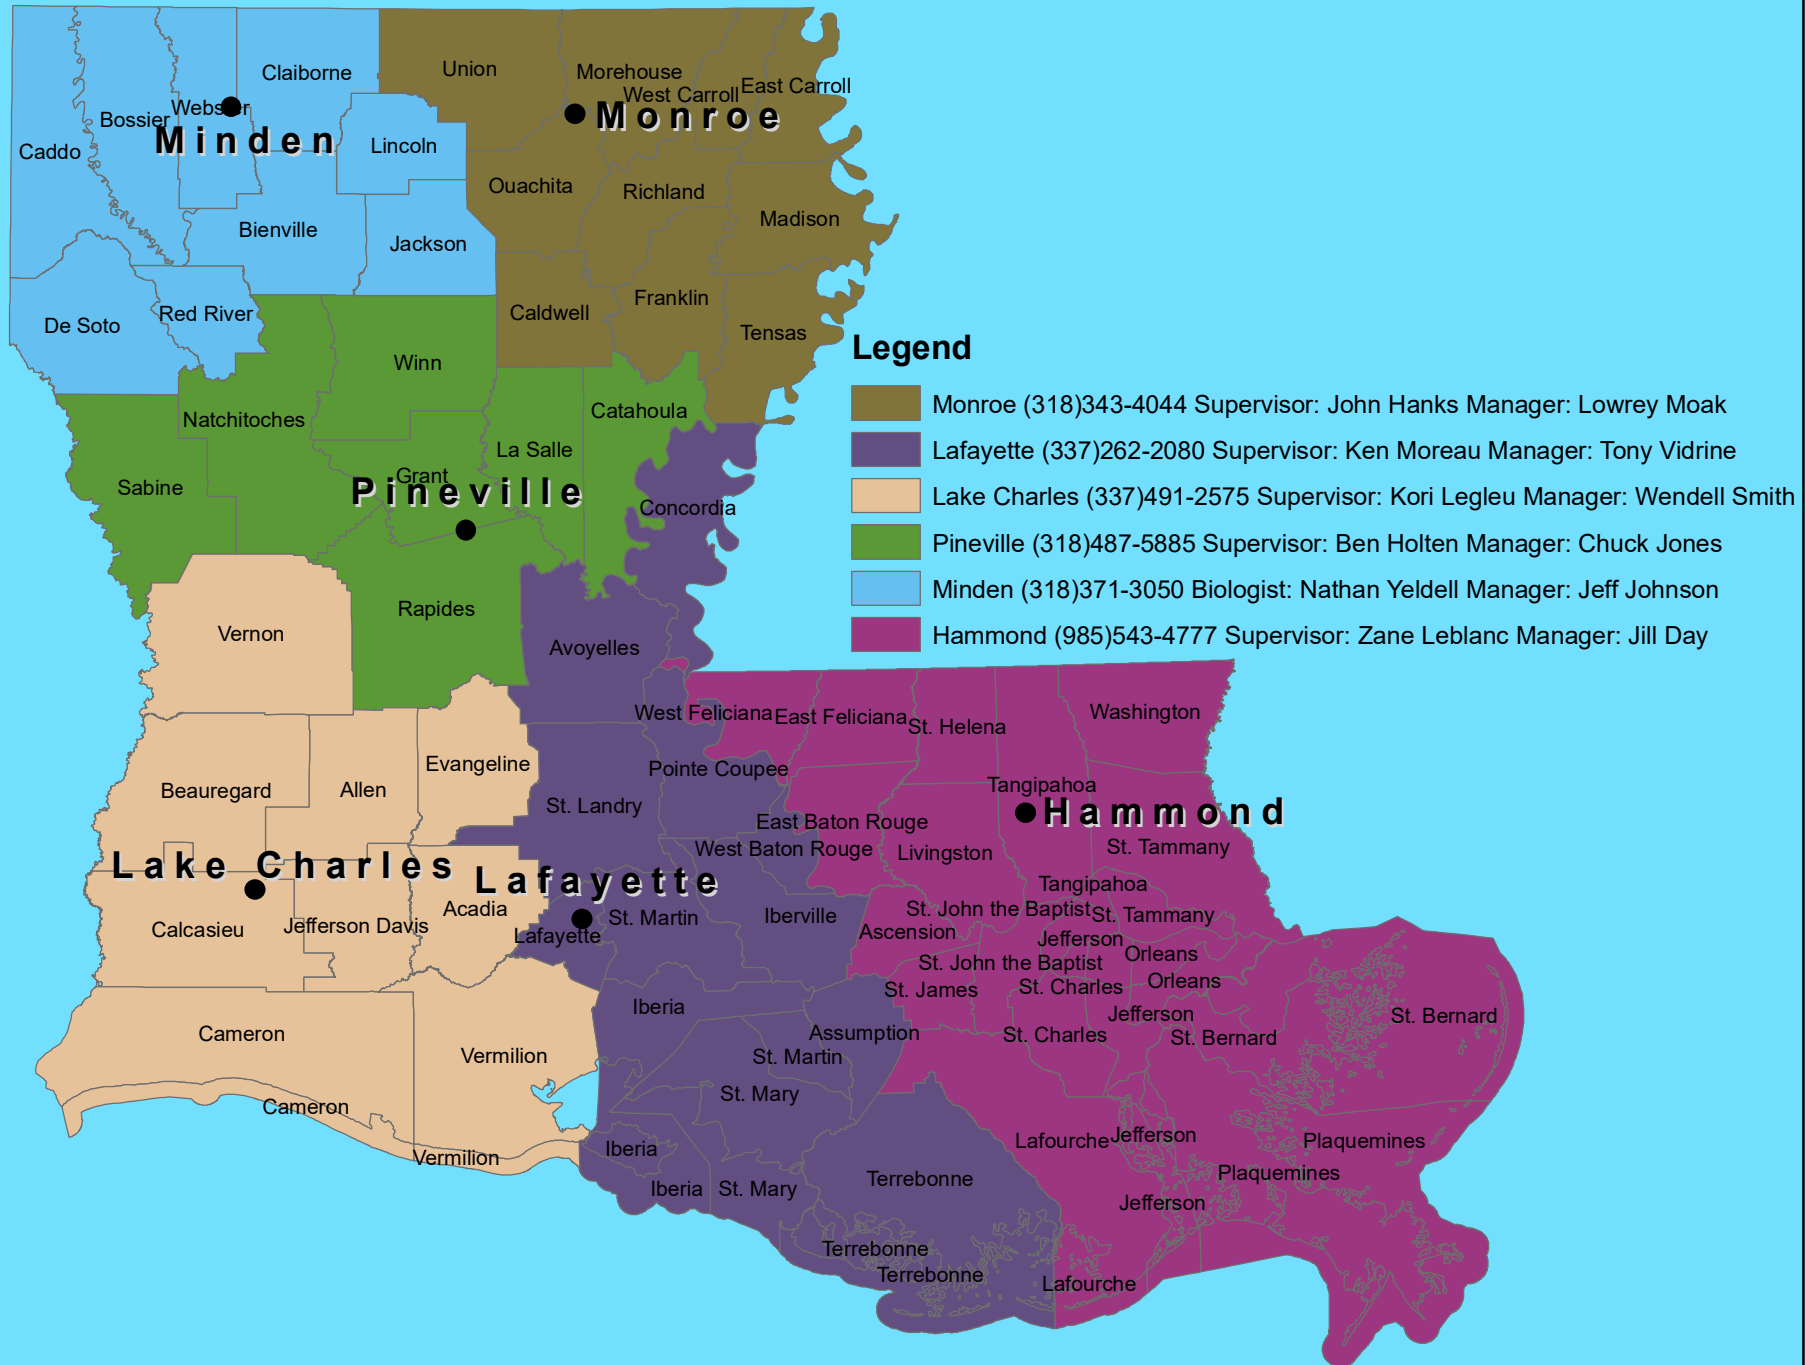 Union
Claiborne
Morehouse
West Carroll
East Carroll
Webster
Bossier
Monroe
Minden
Caddo
Lincoln
Ouachita
Richland
Madison
Bienville
Jackson
Red River
De Soto
Caldwell
Franklin
Tensas
Winn
Natchitoches
Catahoula
La Salle
Grant
Sabine
Pineville
Concordia
Rapides
Vernon
Avoyelles
Legend
Monroe (318)343-4044 Supervisor: John Hanks Manager: Lowrey Moak
Lafayette (337)262-2080 Supervisor: Ken Moreau Manager: Tony Vidrine
Lake Charles (337)491-2575 Supervisor: Kori Legleu Manager: Wendell Smith
Pineville (318)487-5885 Supervisor: Ben Holten Manager: Chuck Jones
Minden (318)371-3050 Biologist: Nathan Yeldell Manager: Jeff Johnson
Hammond (985)543-4777 Supervisor: Zane Leblanc Manager: Jill Day
West Feliciana
East Feliciana
St. Helena
Washington
Evangeline
Pointe Coupee
Beauregard
Allen
St. Landry
Tangipahoa
Hammond
East Baton Rouge
West Baton Rouge
Livingston
St. Tammany
Lake Charles
Lafayette
Tangipahoa
Acadia
St. Martin
Iberville
St. John the Baptist
St. Tammany
Calcasieu
Jefferson Davis
Lafayette
Ascension
Jefferson
Orleans
St. John the Baptist
Orleans
St. James
St. Charles
Iberia
Jefferson
St. Bernard
Cameron
Assumption
St. Charles
St. Bernard
Vermilion
St. Martin
St. Mary
Cameron
Lafourche
Jefferson
Plaquemines
Iberia
Vermilion
Plaquemines
Terrebonne
Iberia
St. Mary
Jefferson
Terrebonne
Terrebonne
Lafourche